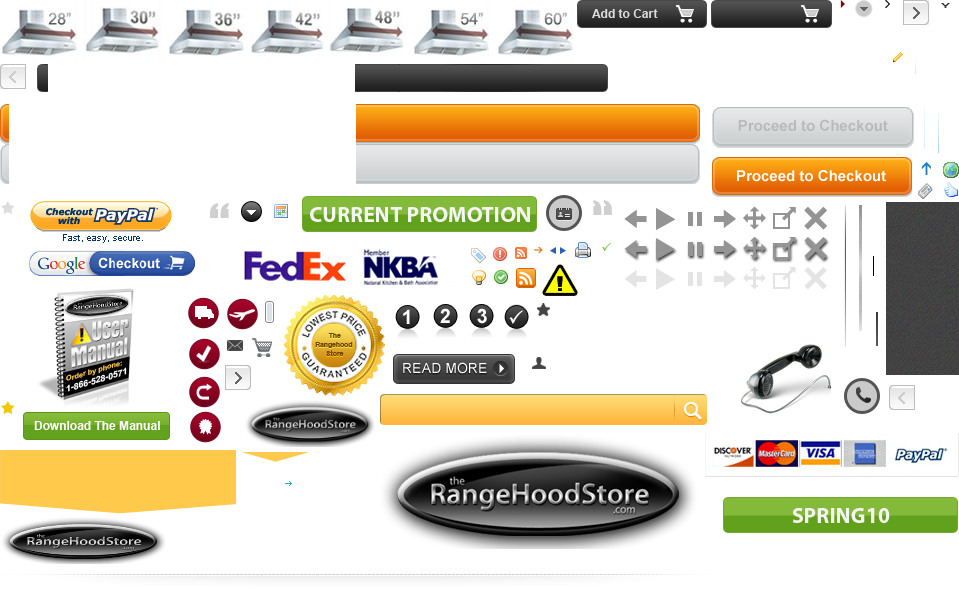 28"
30"
36"
42"
48"
54"
60"
Add to Cart
Proceed to Checkout
Proceed to Checkout
Checkout
with PayPal
Fast, easy, secure.
CURRENT PROMOTION
Google Checkout
FedEx
Member
NKBA
National Kitchen & Bath Association
RangeHoodStore
User
Manual
Order by phone:
1-866-528-0571
LOWEST PRICE
The
Rangehood
Store
GUARANTEED
1
2
3
READ MORE
Download The Manual
the
RangeHoodStore
.com
DISCOVER
NETWORK
MasterCard
VISA
PayPal
the
RangeHoodStore
.com
SPRING10
the
RangeHoodStore
.com